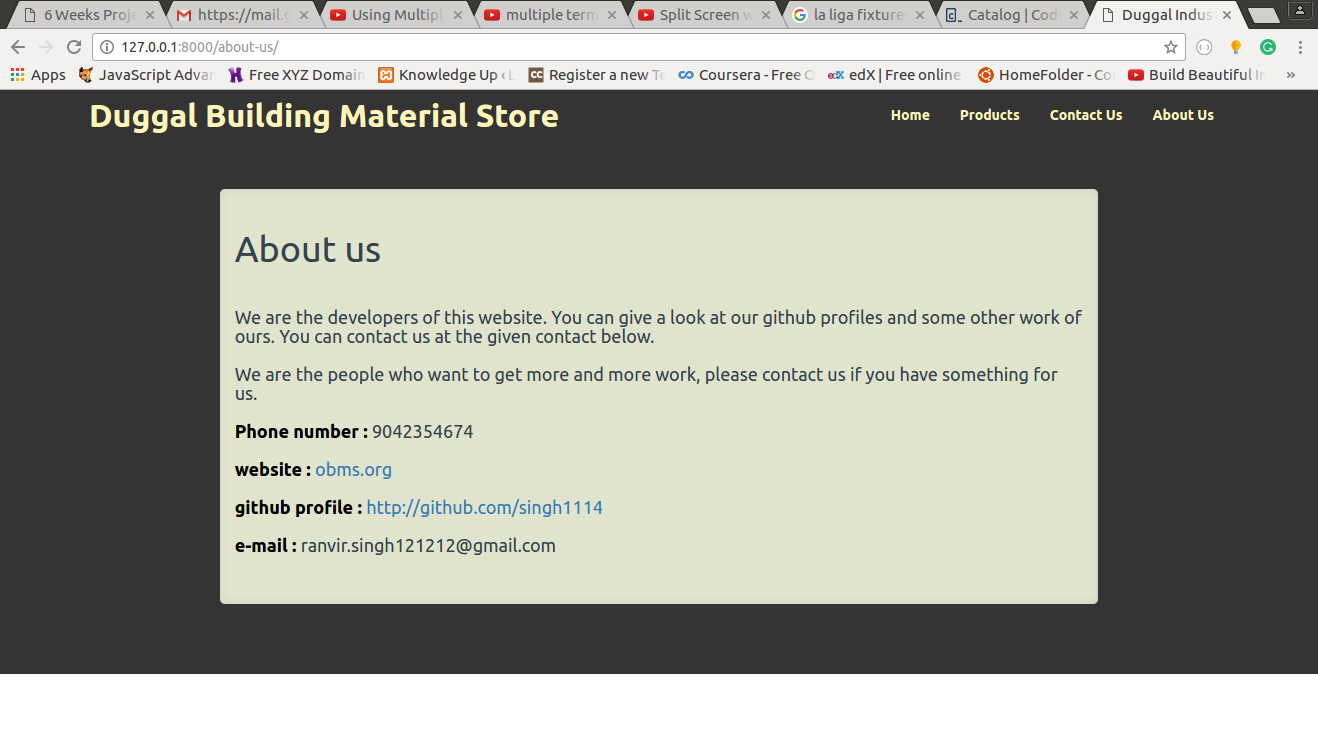 6 Weeks Proj
https://mail.g
Using Multipl
multiple term
Split Screen w
la liga fixture
Catalog | Cod
Duggal Indus
127.0.0.1:8000/about-us/
Apps
JavaScript Advan
Free XYZ Domain
Knowledge Up ‹ L
Register a new Te
Coursera - Free O
edX | Free online
HomeFolder - Co
Build Beautiful In
»
Duggal Building Material Store
Home
Products
Contact Us
About Us
About us
We are the developers of this website. You can give a look at our github profiles and some other work of
ours. You can contact us at the given contact below.
We are the people who want to get more and more work, please contact us if you have something for
us.
Phone number : 9042354674
website : obms.org
github profile : http://github.com/singh1114
e-mail : ranvir.singh121212@gmail.com